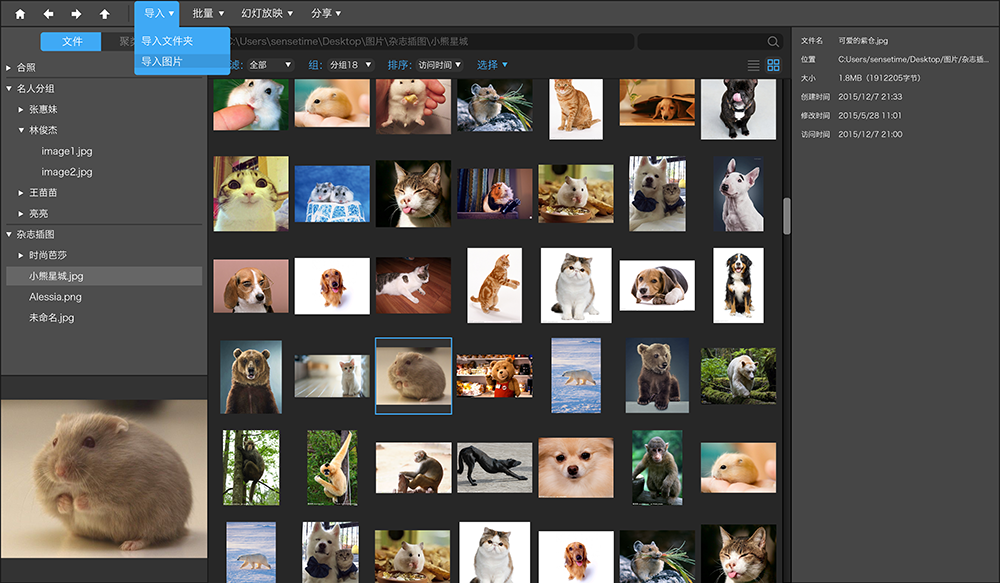 导入 批量 幻灯放映 分享
导入文件夹
导入图片
文件 聚类
C:\Users\sensetime\Desktop\图片\杂志插图\小熊星城
滤: 全部 组: 分组18 排序: 访问时间 选择
合照
名人分组
张惠妹
林俊杰
image1.jpg
image2.jpg
王苗苗
亮亮
杂志插图
时尚芭莎
小熊星城.jpg
Alessia.png
未命名.jpg
文件名 可爱的紫仓.jpg
位置 C:Users/sensetime/Desktop/图片/杂志插...
大小 1.8MB（1912205字节）
创建时间 2015/12/7 21:33
修改时间 2015/5/28 11:01
访问时间 2015/12/7 21:00